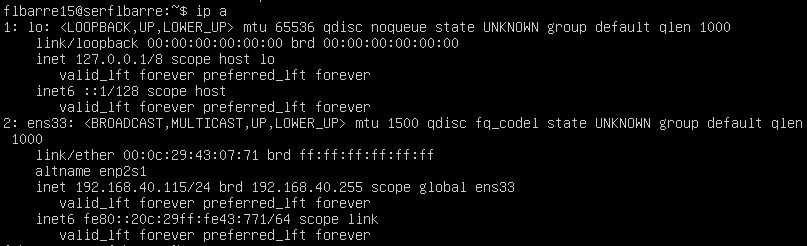 flbarre15@serflbarre:~$ ip a
1: lo: <LOOPBACK,UP,LOWER_UP> mtu 65536 qdisc noqueue state UNKNOWN group default qlen 1000
link/loopback 00:00:00:00:00:00 brd 00:00:00:00:00:00
inet 127.0.0.1/8 scope host lo
valid_lft forever preferred_lft forever
inet6 ::1/128 scope host
valid_lft forever preferred_lft forever
2: ens33: <BROADCAST,MULTICAST,UP,LOWER_UP> mtu 1500 qdisc fq_codel state UNKNOWN group default qlen
1000
link/ether 00:0c:29:43:07:71 brd ff:ff:ff:ff:ff:ff
altname enp2s1
inet 192.168.40.115/24 brd 192.168.40.255 scope global ens33
valid_lft forever preferred_lft forever
inet6 fe80::20c:29ff:fe43:771/64 scope link
valid_lft forever preferred_lft forever